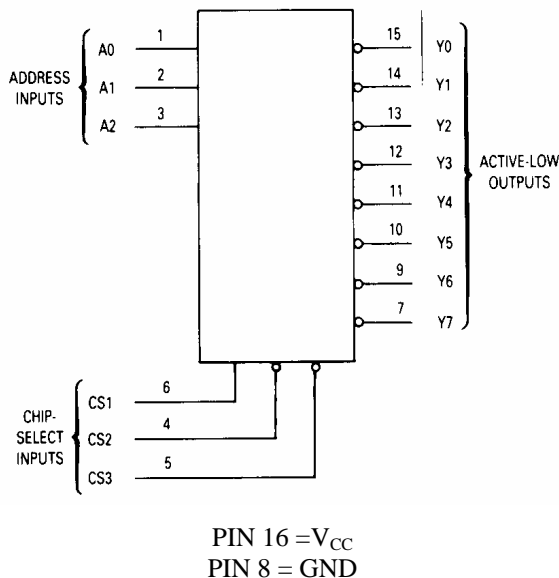 15
1
A0
Y0
14
ADDRESS
INPUTS
2
A1
Y1
13
3
A2
Y2
12
Y3
ACTIVE-LOW
OUTPUTS
11
Y4
10
Y5
9
Y6
7
Y7
CHIP-
SELECT
INPUTS
CS1
6
CS2
4
CS3
5
PIN 16 =VCC
PIN 8 = GND